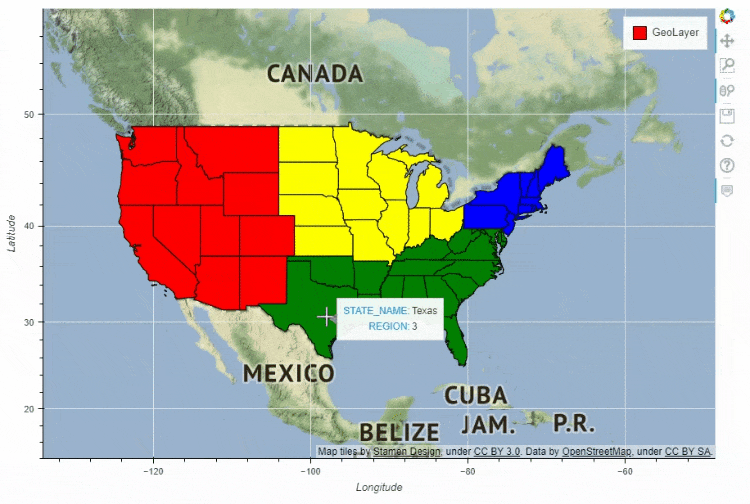 GeoLayer
CANADA
50
40
30
20
Latitude
STATE_NAME: Texas
REGION: 3
MEXICO
CUBA
JAM.
P.R.
BELIZE
Map tiles by Stamen Design, under CC BY 3.0. Data by OpenStreetMap, under CC BY SA.
−120
−100
−80
−60
Longitude